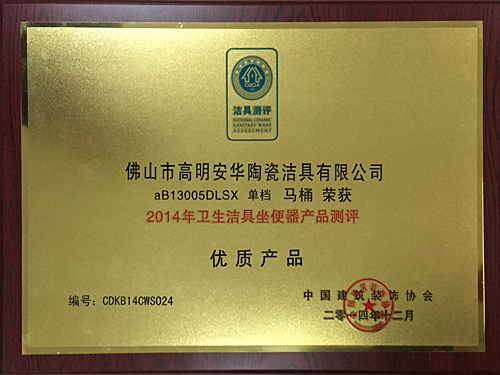 CBDA
洁具测评
NATIONAL CERAMIC
SANITARY WARE
ASSESSMENT
佛山市高明安华陶瓷洁具有限公司
aB13005DLSX 单档 马桶 荣获
2014年卫生洁具坐便器产品测评
优质产品
编号:CDKB14CWS024
中国建筑装饰协会
二零一四年十二月